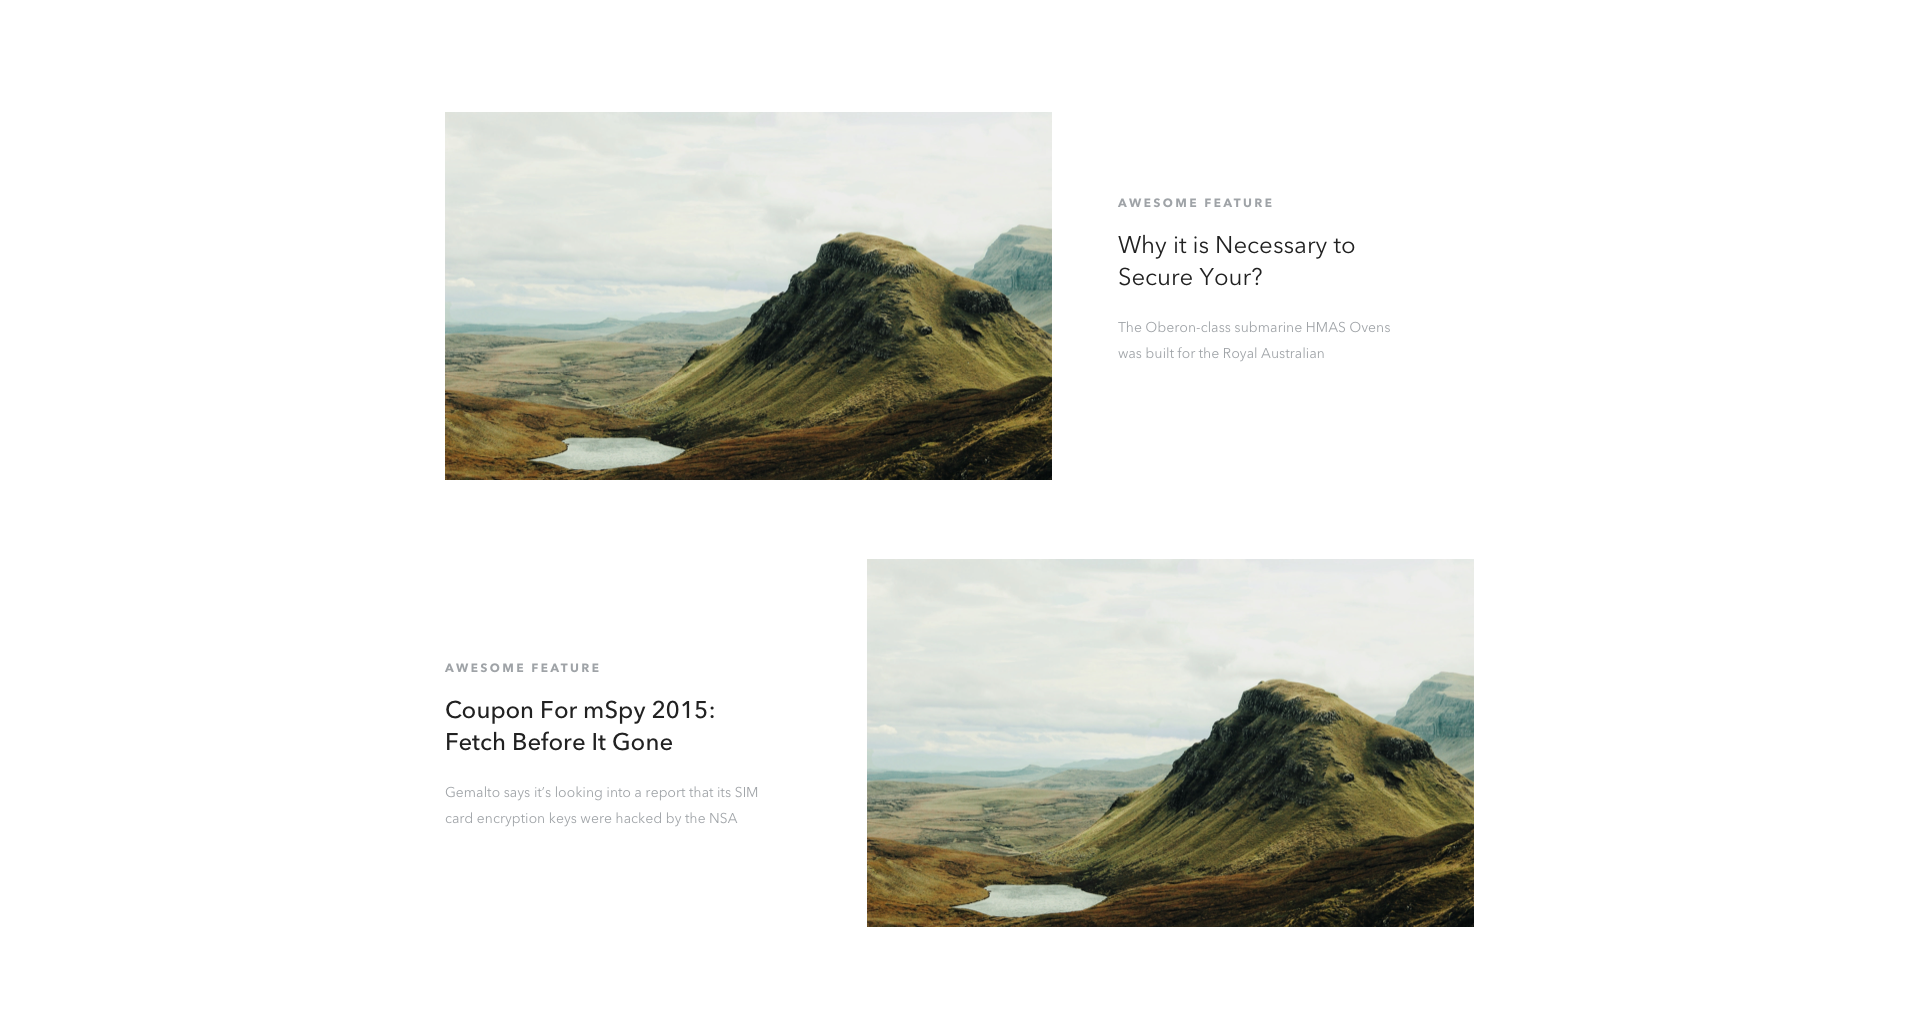 AWESOME FEATURE
Why it is Necessary to
Secure Your?
The Oberon-class submarine HMAS Ovens
was built for the Royal Australian
AWESOME FEATURE
Coupon For mSpy 2015:
Fetch Before It Gone
Gemalto says it’s looking into a report that its SIM
card encryption keys were hacked by the NSA